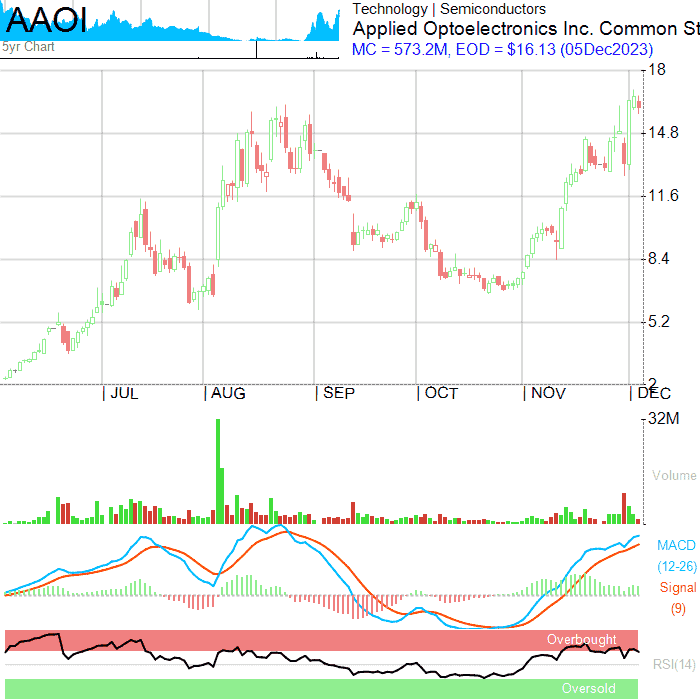 AAOI
5yr Chart
Technology | Semiconductors
Applied Optoelectronics Inc. Common St
MC = 573.2M, EOD = $16.13 (05Dec2023)
18
14.8
11.6
8.4
5.2
2
| JUL | AUG | SEP | OCT | NOV | DEC
32M
Volume
MACD
(12-26)
Signal
(9)
Overbought
RSI(14)
Oversold